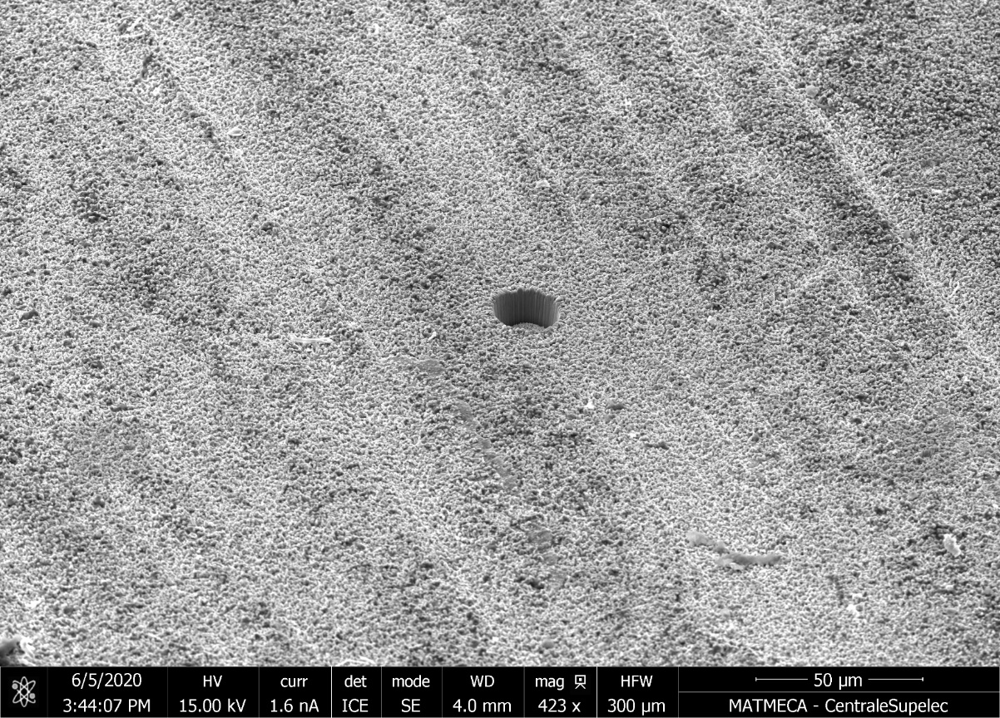 6/5/2020 HV curr det mode WD mag HFW 50 µm
3:44:07 PM 15.00 kV 1.6 nA ICE SE 4.0 mm 423 x 300 µm MATMECA - CentraleSupelec